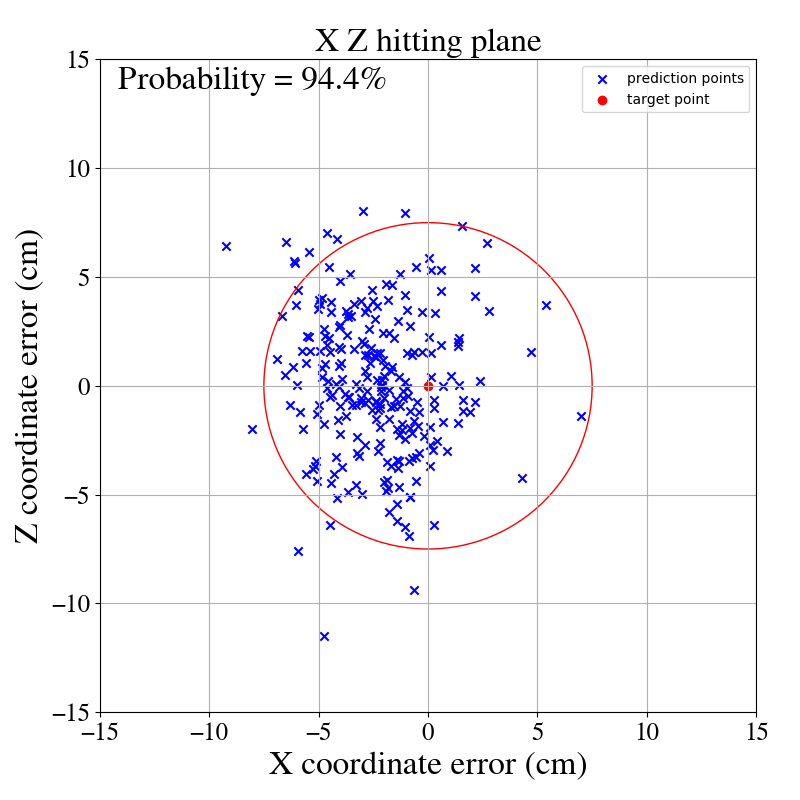 X Z hitting plane
Probability = 94.4%
prediction points
target point
Z coordinate error (cm)
15
10
5
0
−5
−10
−15
−15
−10
−5
0
5
10
15
X coordinate error (cm)